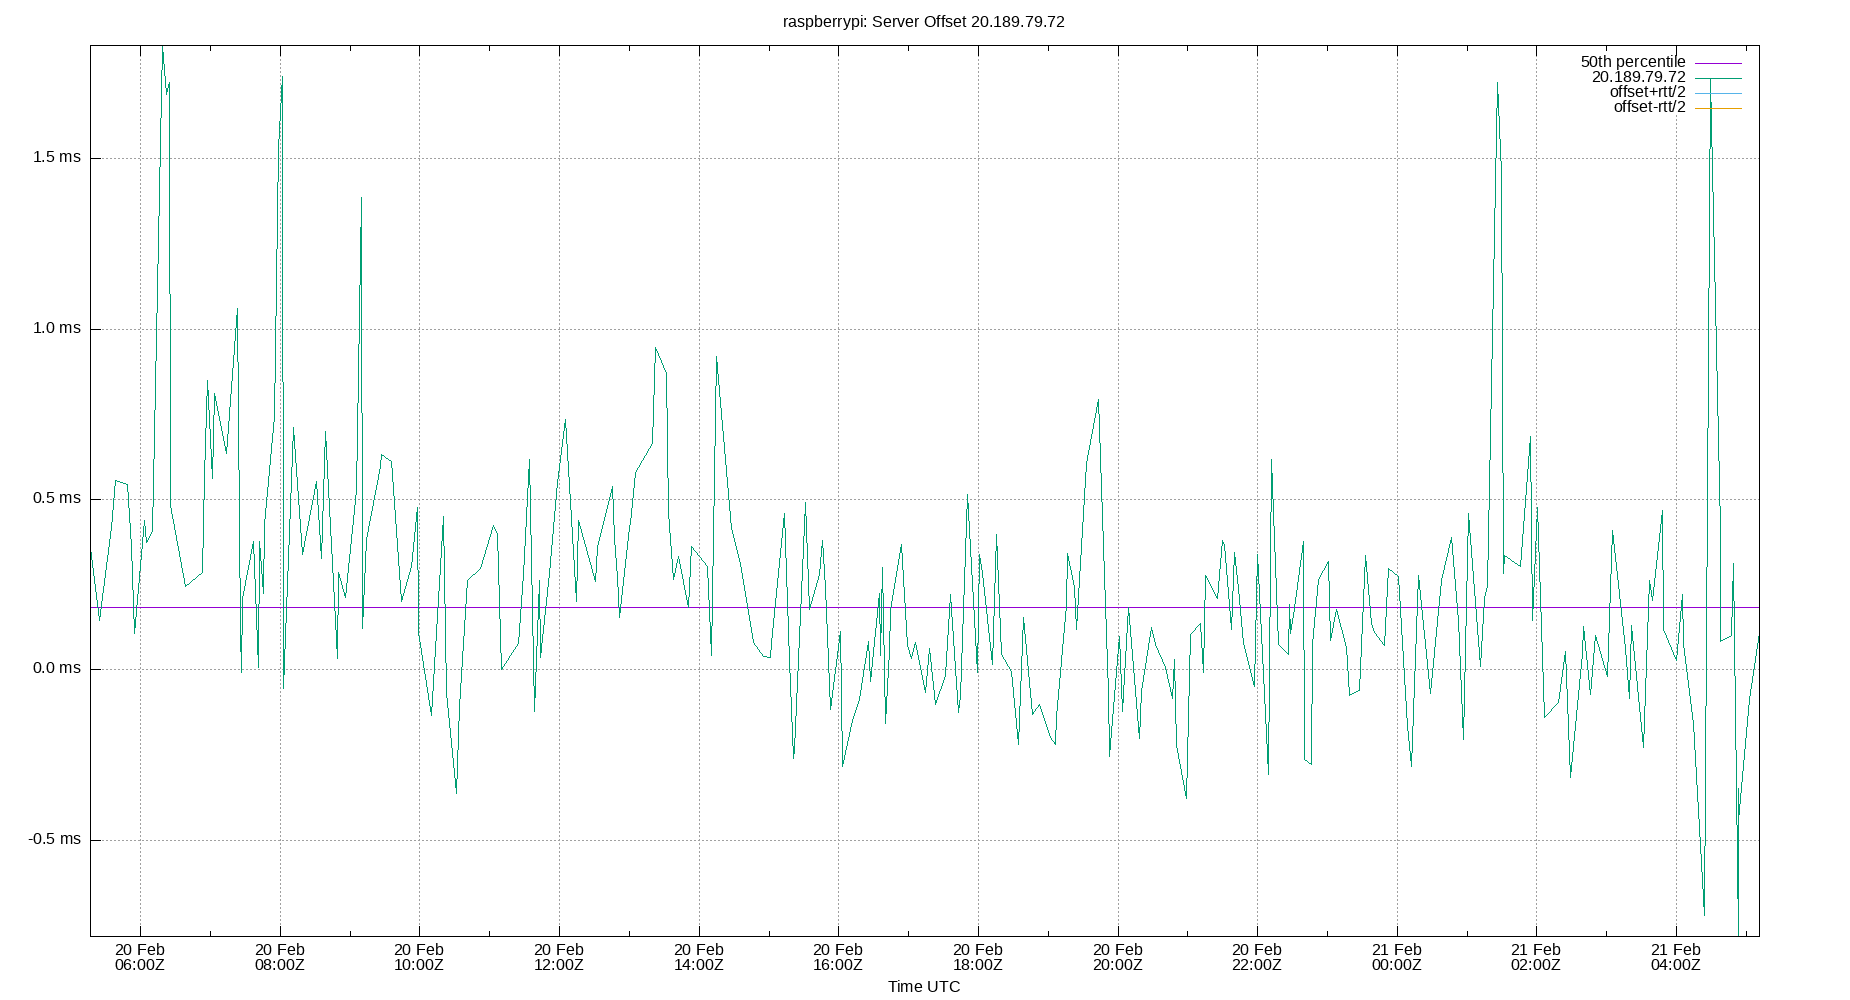 raspberrypi: Server Offset 20.189.79.72
50th percentile
20.189.79.72
offset+rtt/2
offset-rtt/2
1.5 ms
1.0 ms
0.5 ms
0.0 ms
-0.5 ms
20 Feb 20 Feb 20 Feb 20 Feb 20 Feb 20 Feb 20 Feb 20 Feb 20 Feb 21 Feb 21 Feb 21 Feb
06:00Z 08:00Z 10:00Z 12:00Z 14:00Z 16:00Z 18:00Z 20:00Z 22:00Z 00:00Z 02:00Z 04:00Z
Time UTC